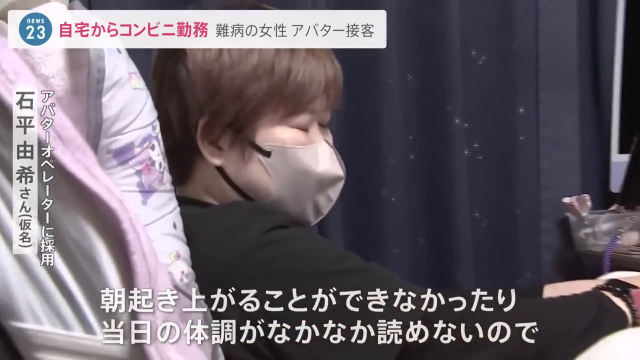 news
23
自宅からコンビニ勤務 難病の女性 アバター接客
アバターオペレーターに採用
石平由希さん(仮名)
朝起き上がることができなかったり
当日の体調がなかなか読めないので